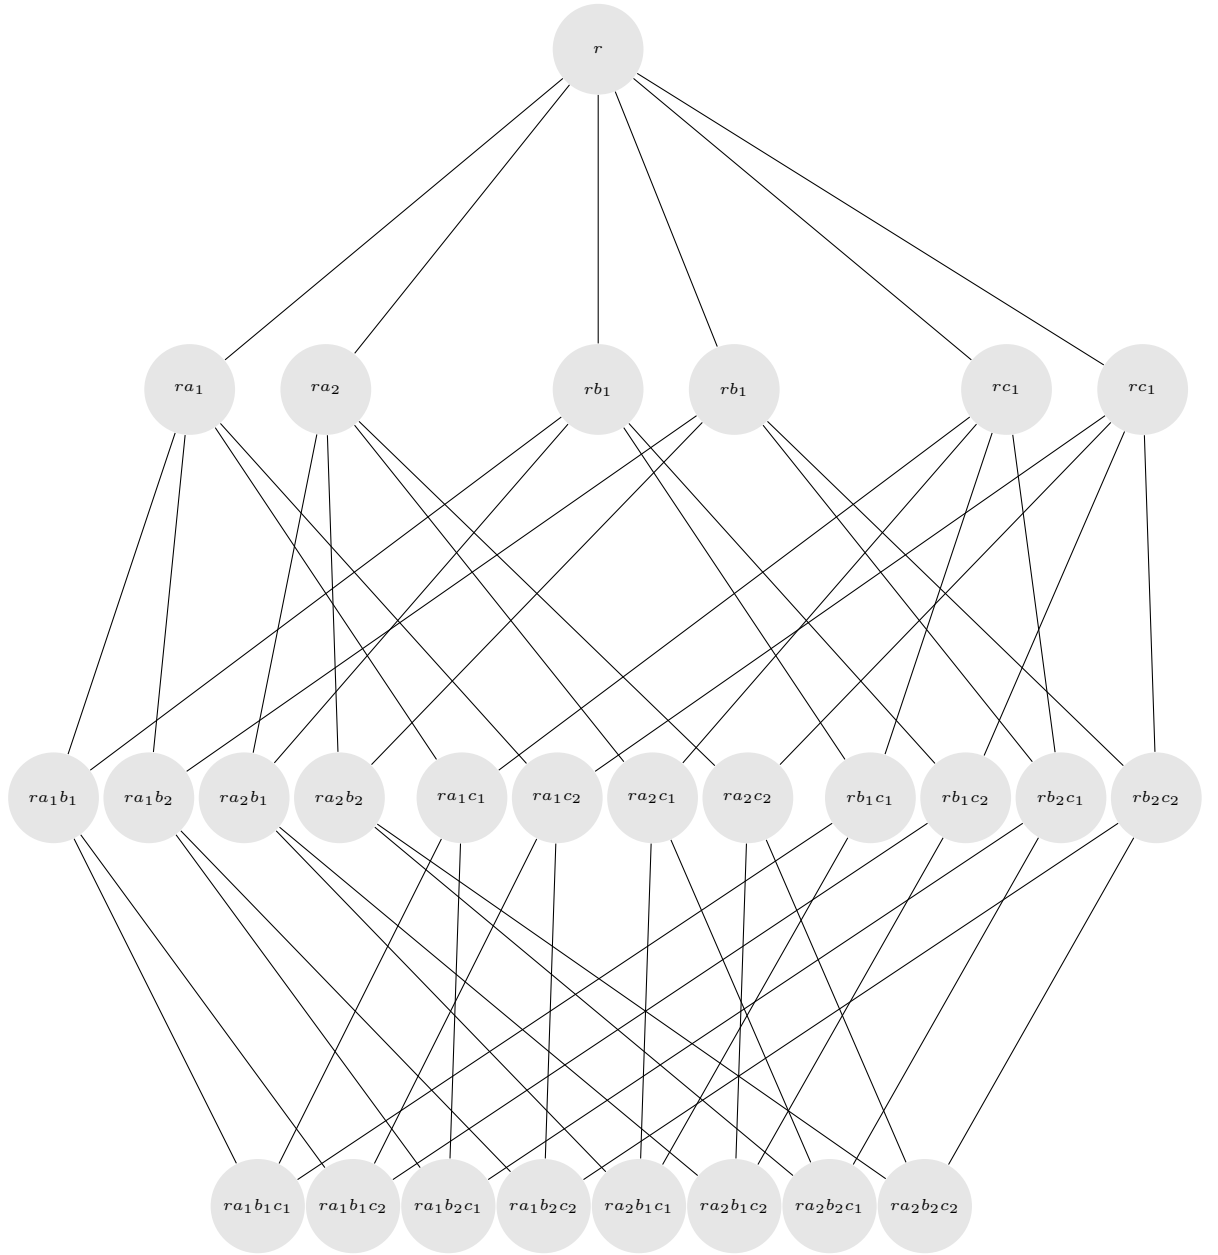 r
ra₁ ra₂ rb₁ rb₁ rc₁ rc₁
ra₁b₁ ra₁b₂ ra₂b₁ ra₂b₂ ra₁c₁ ra₁c₂ ra₂c₁ ra₂c₂ rb₁c₁ rb₁c₂ rb₂c₁ rb₂c₂
ra₁b₁c₁ ra₁b₁c₂ ra₁b₂c₁ ra₁b₂c₂ ra₂b₁c₁ ra₂b₁c₂ ra₂b₂c₁ ra₂b₂c₂